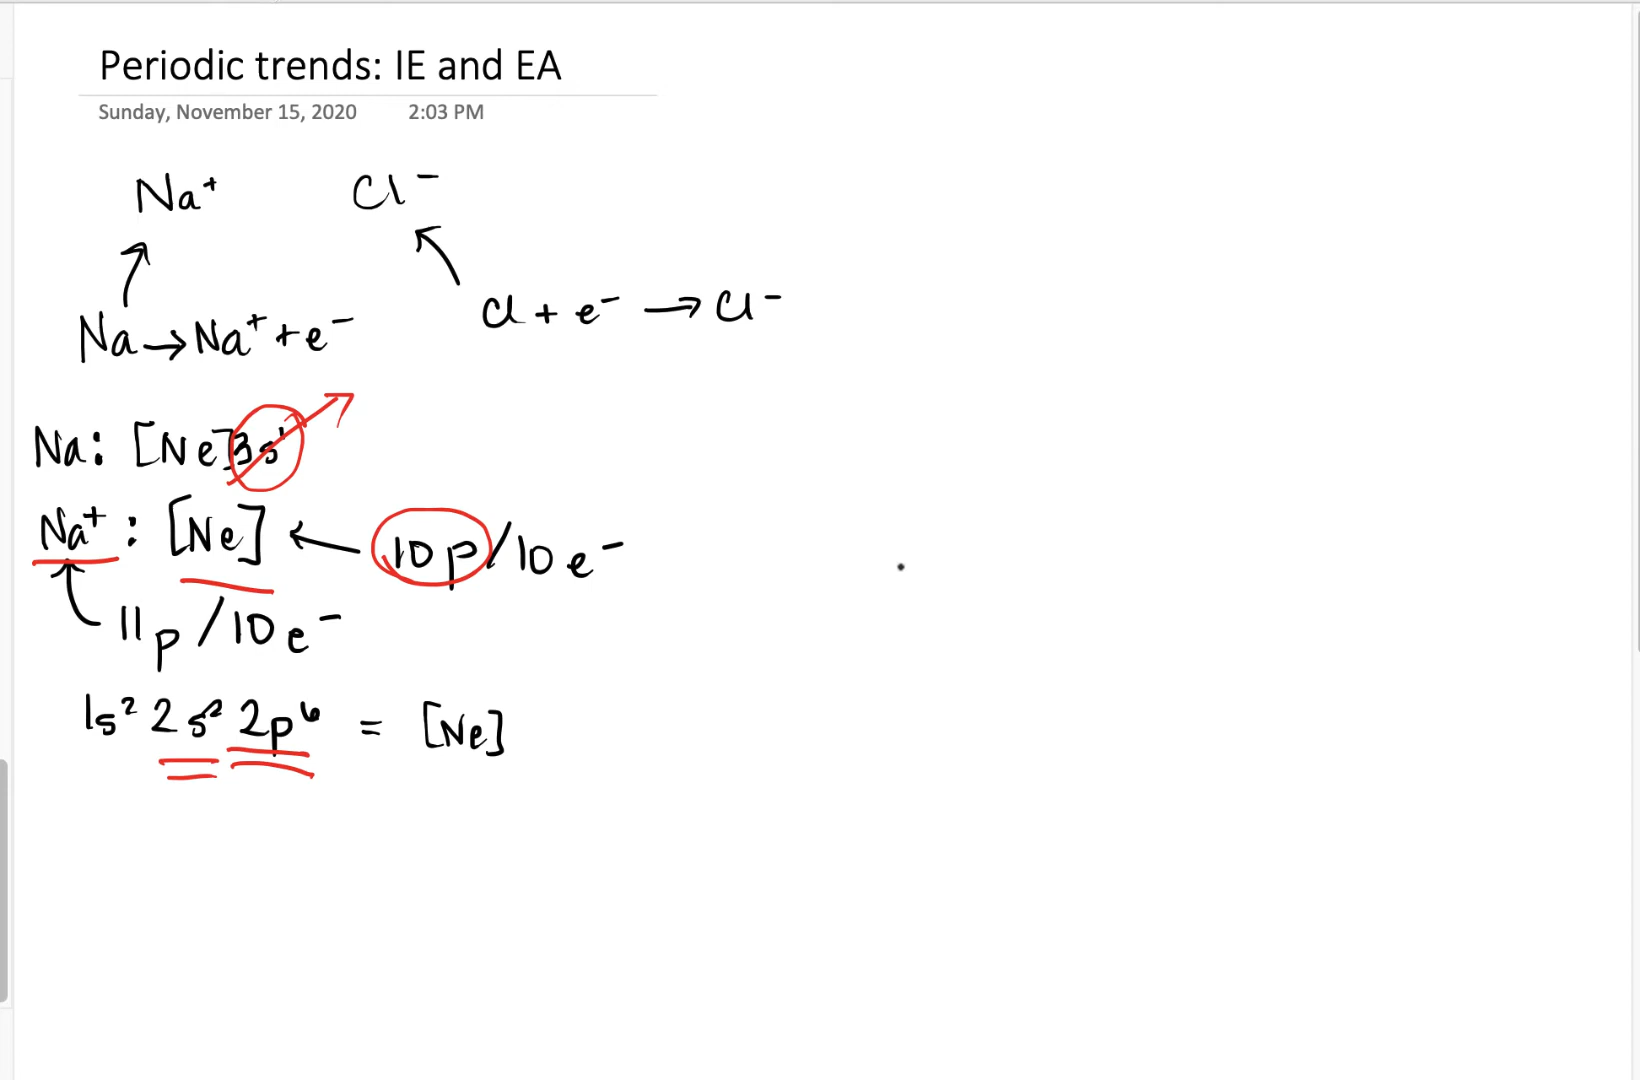 Periodic trends: IE and EA
Sunday, November 15, 2020 2:03 PM
Na⁺ Cl⁻
Na → Na⁺ + e⁻
Cl + e⁻ → Cl⁻
Na: [Ne]3s¹
Na⁺: [Ne] ← 10p/10e⁻
11p/10e⁻
1s² 2s² 2p⁶ = [Ne]